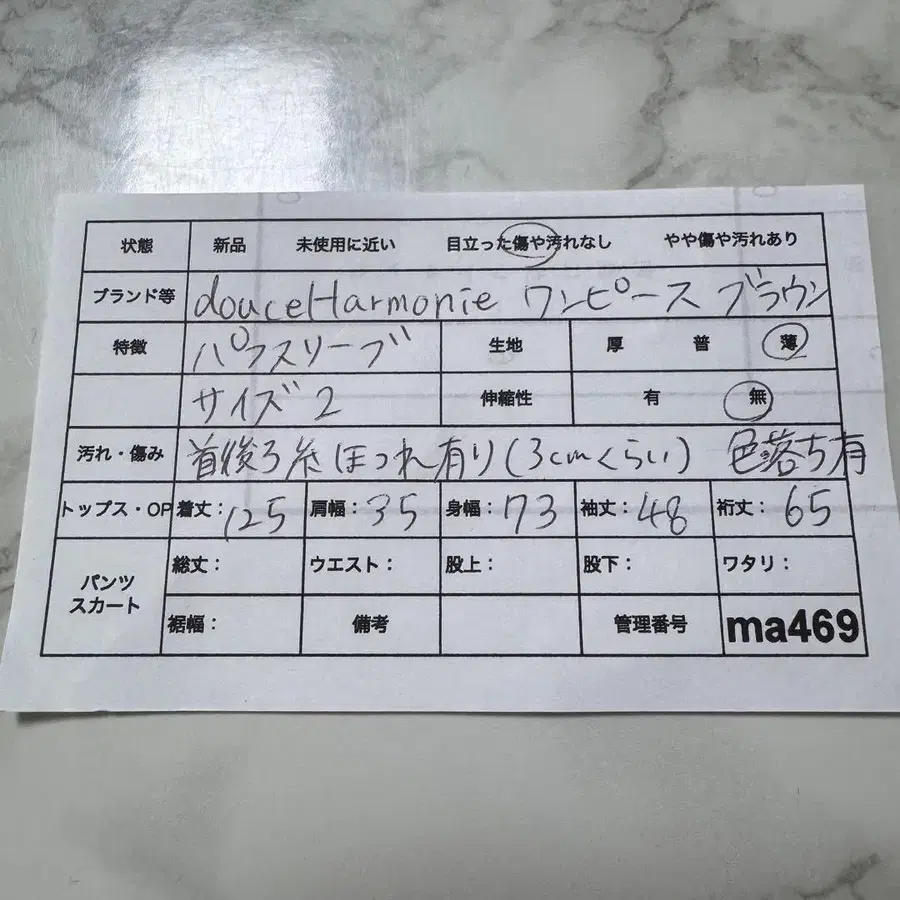 状態 新品 未使用に近い 目立った傷や汚れなし やや傷や汚れあり
ブランド等 douceHarmonie ワンピース ブラウン
特徴 パフスリーブ 生地 厚 普 薄
サイズ2 伸縮性 有 無
汚れ・傷み 首後ろ糸ほつれ有り(3cmくらい) 色落ち有
トップス・OP 着丈:125 肩幅:35 身幅:73 袖丈:48 裄丈:65
パンツ スカート 総丈: ウエスト: 股上: 股下: ワタリ:
裾幅: 備考 管理番号 ma469